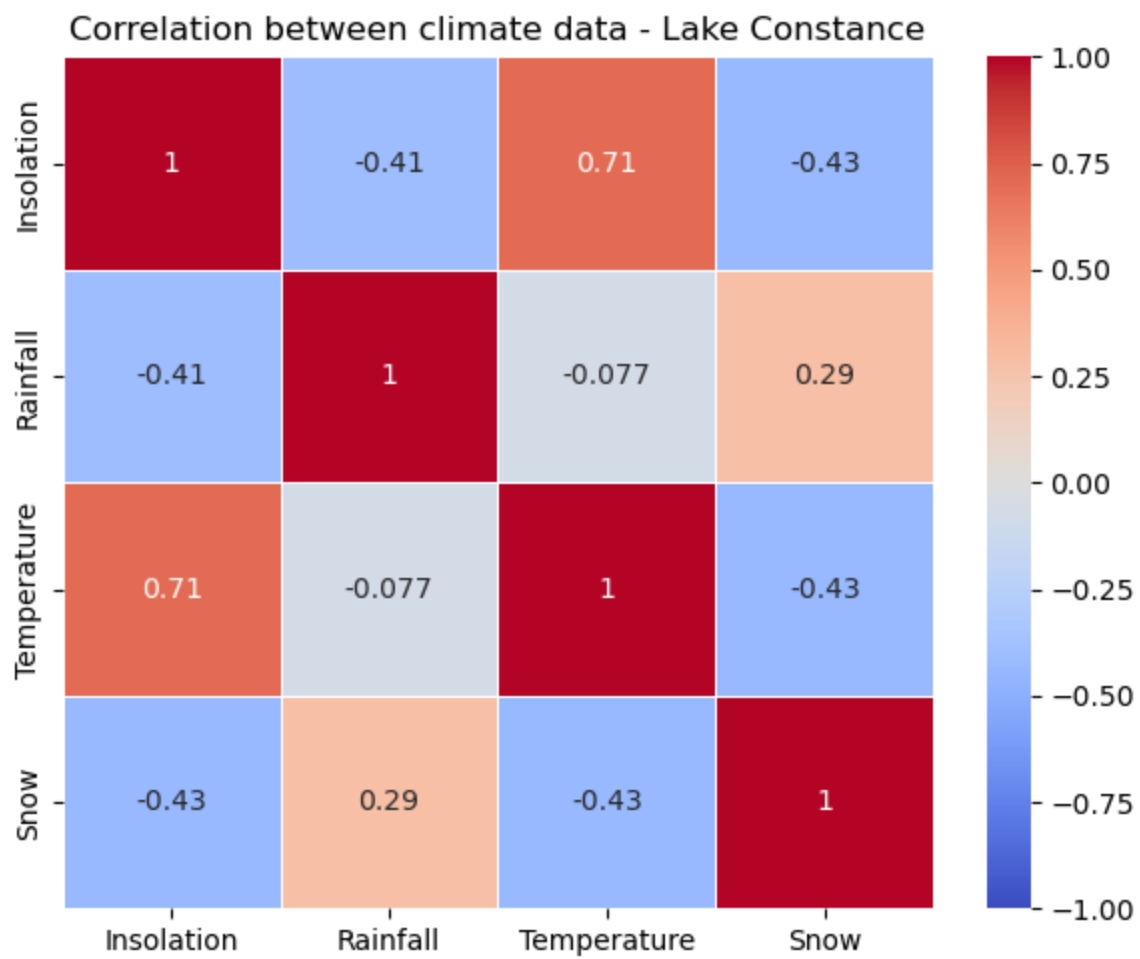 Correlation between climate data - Lake Constance
Insolation 1 -0.41 0.71 -0.43
Rainfall -0.41 1 -0.077 0.29
Temperature 0.71 -0.077 1 -0.43
Snow -0.43 0.29 -0.43 1
Insolation Rainfall Temperature Snow
1.00
0.75
0.50
0.25
0.00
−0.25
−0.50
−0.75
−1.00